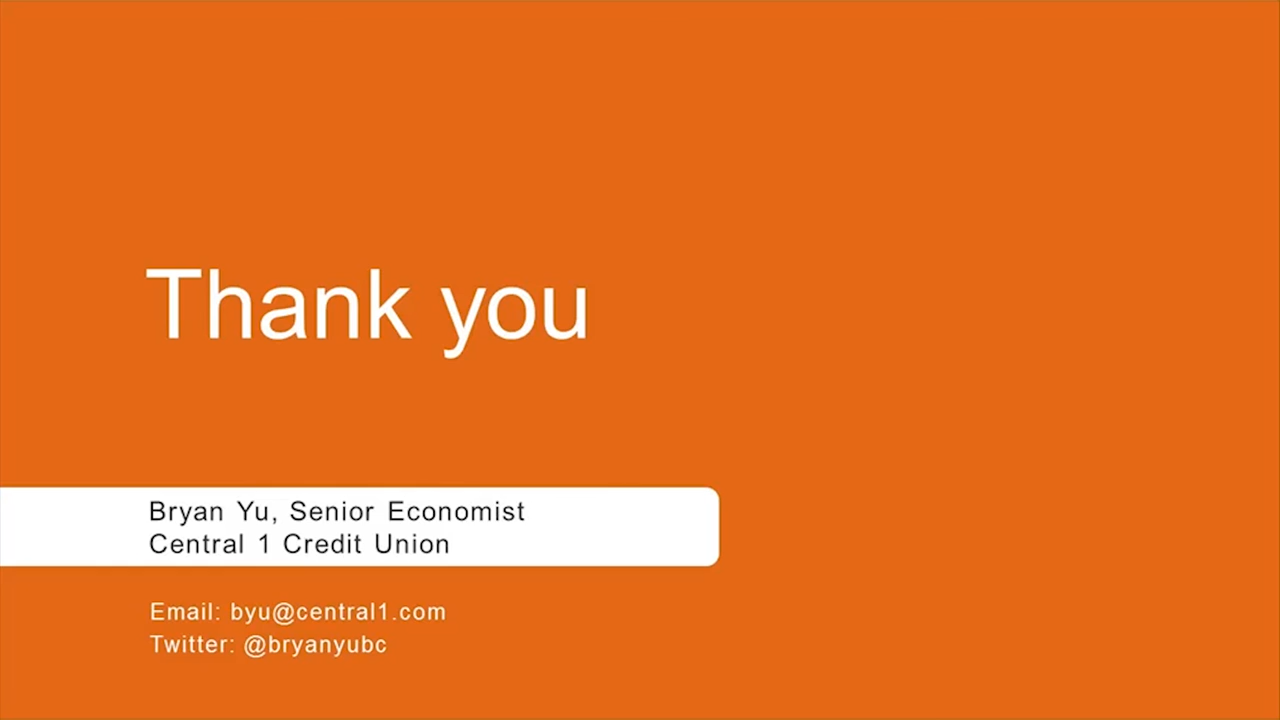 Thank you
Bryan Yu, Senior Economist
Central 1 Credit Union
Email: byu@central1.com
Twitter: @bryanyubc